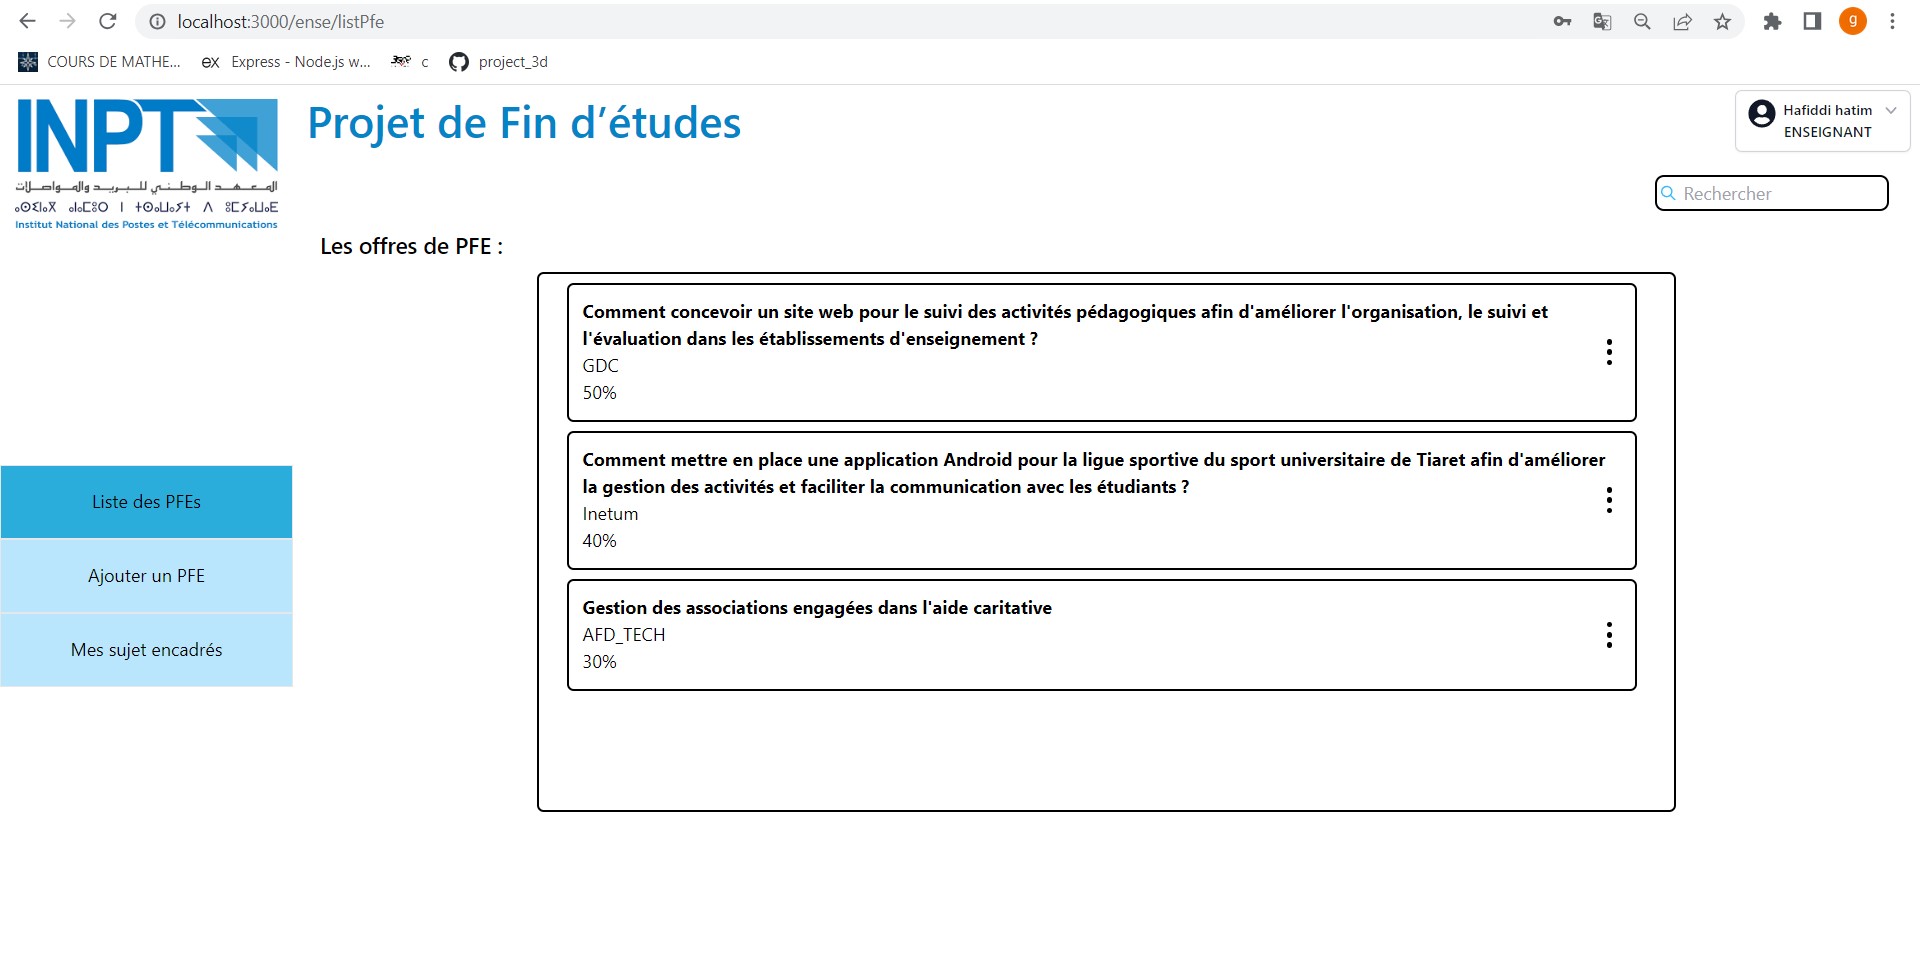 localhost:3000/ense/listPfe
g
COURS DE MATHE...
ex Express - Node.js w...
c
project_3d
INPT
المعهد الوطني للبريد والمواصلات
Institut National des Postes et Télécommunications
Projet de Fin d’études
Hafiddi hatim
ENSEIGNANT
Rechercher
Les offres de PFE :
Comment concevoir un site web pour le suivi des activités pédagogiques afin d'améliorer l'organisation, le suivi et
l'évaluation dans les établissements d'enseignement ?
GDC
50%
Comment mettre en place une application Android pour la ligue sportive du sport universitaire de Tiaret afin d'améliorer
la gestion des activités et faciliter la communication avec les étudiants ?
Inetum
40%
Gestion des associations engagées dans l'aide caritative
AFD_TECH
30%
Liste des PFEs
Ajouter un PFE
Mes sujet encadrés